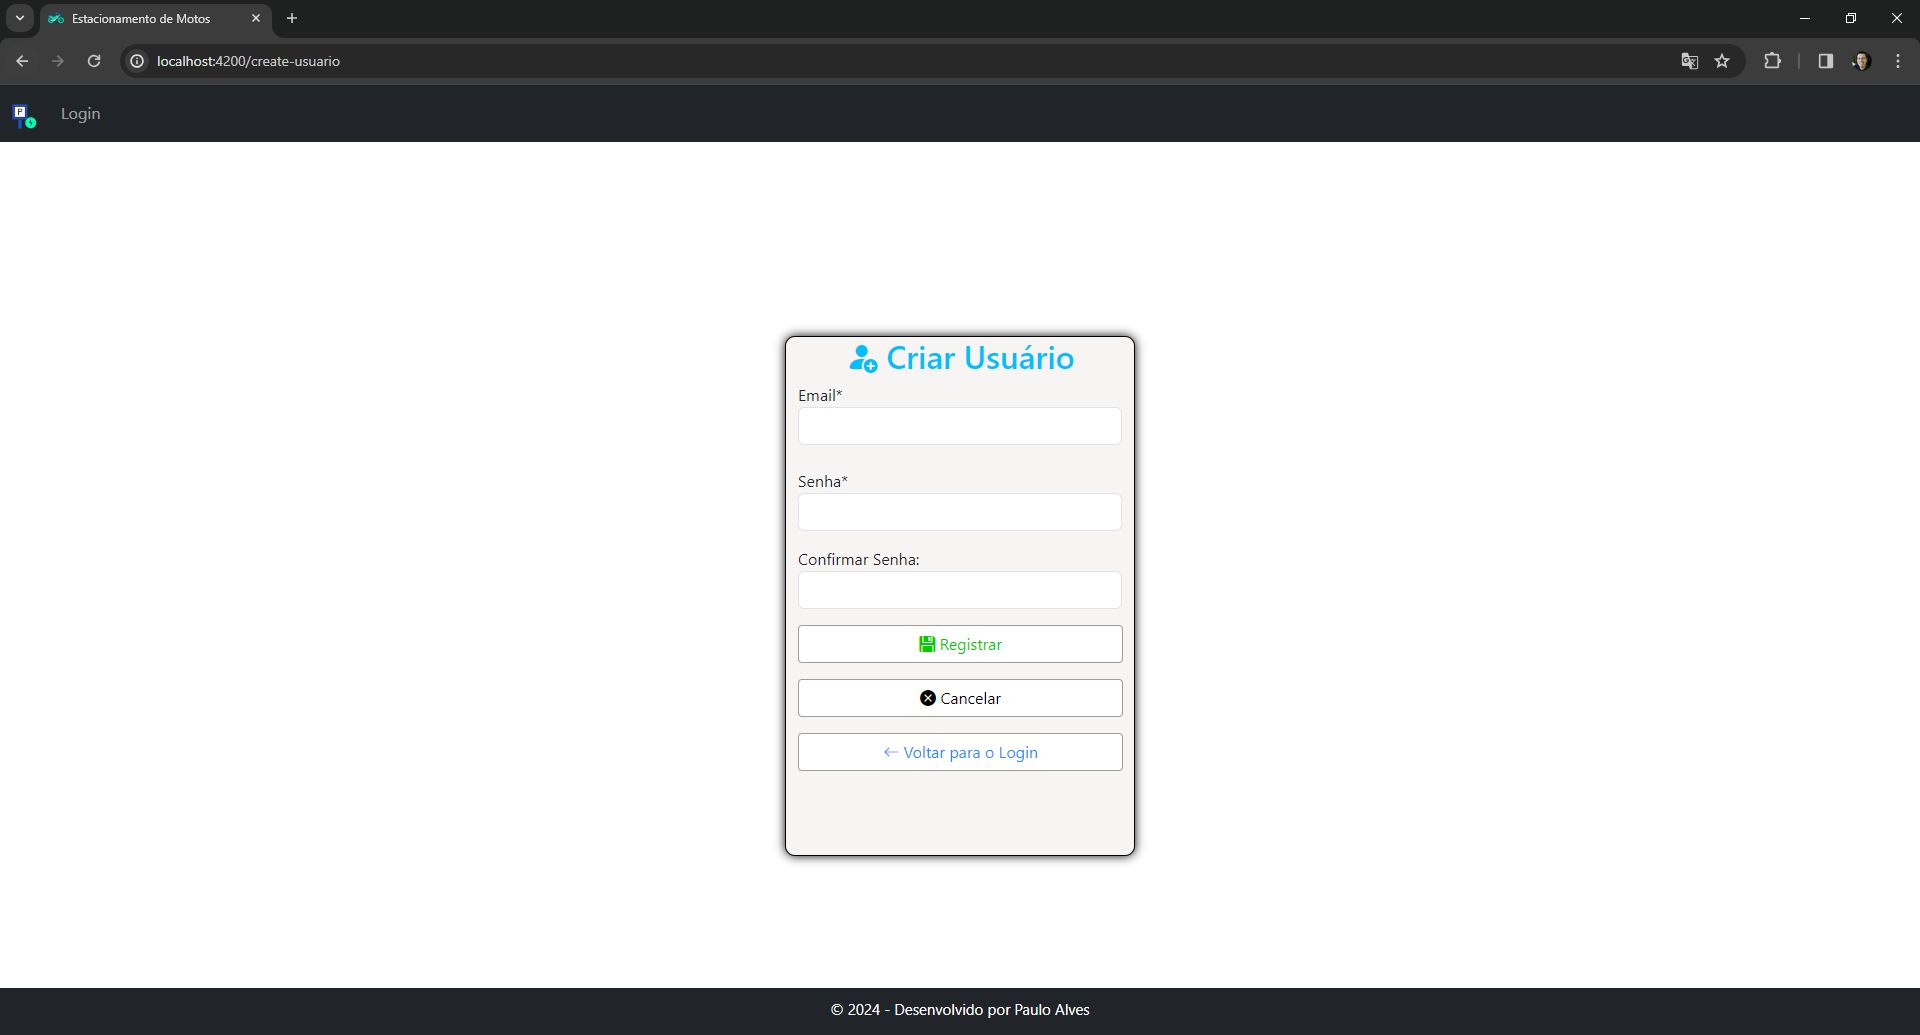 Estacionamento de Motos
localhost:4200/create-usuario
P
Login
Criar Usuário
Email*
Senha*
Confirmar Senha:
Registrar
Cancelar
Voltar para o Login
© 2024 - Desenvolvido por Paulo Alves